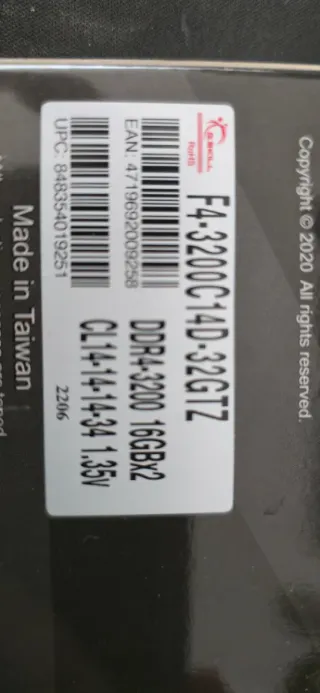 Copyright © 2020 All rights reserved.
G.SKILL
RoHS
F4-3200C14D-32GTZ
EAN: 4719692009258
DDR4-3200 16GBx2
UPC: 848354019251
CL14-14-14-34 1.35V
2206
Made in Taiwan